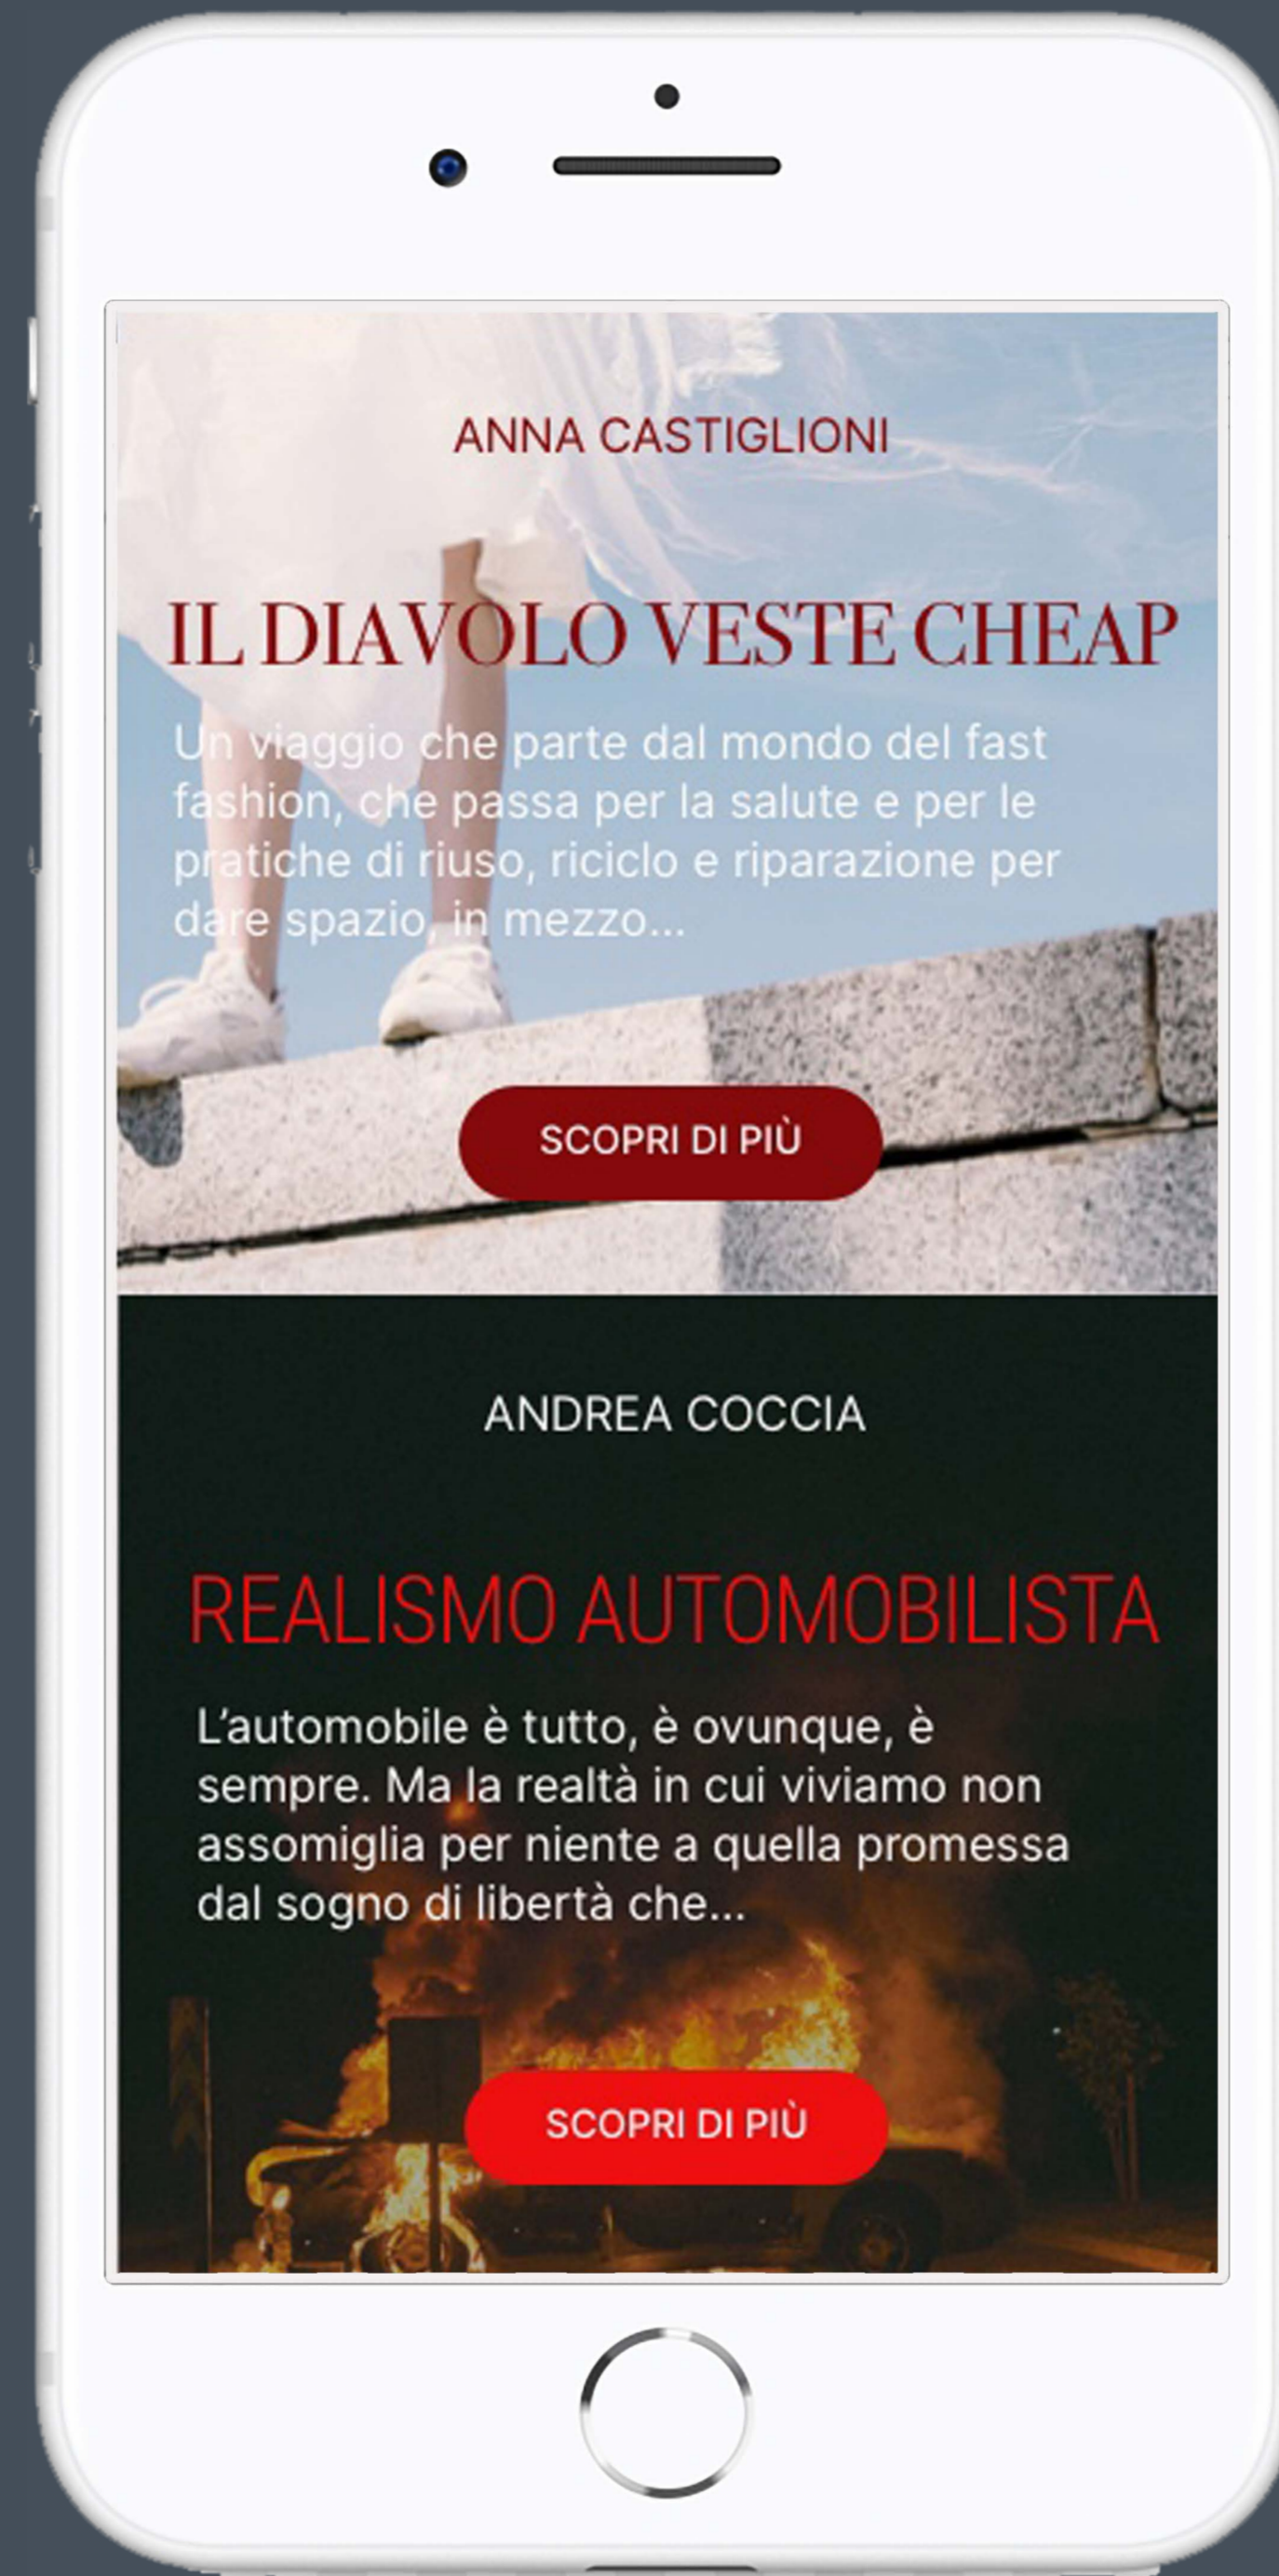 ANNA CASTIGLIONI
IL DIAVOLO VESTE CHEAP
Un viaggio che parte dal mondo del fast
fashion, che passa per la salute e per le
pratiche di riuso, riciclo e riparazione per
dare spazio, in mezzo...
SCOPRI DI PIÙ
ANDREA COCCIA
REALISMO AUTOMOBILISTA
L’automobile è tutto, è ovunque, è
sempre. Ma la realtà in cui viviamo non
assomiglia per niente a quella promessa
dal sogno di libertà che...
SCOPRI DI PIÙ